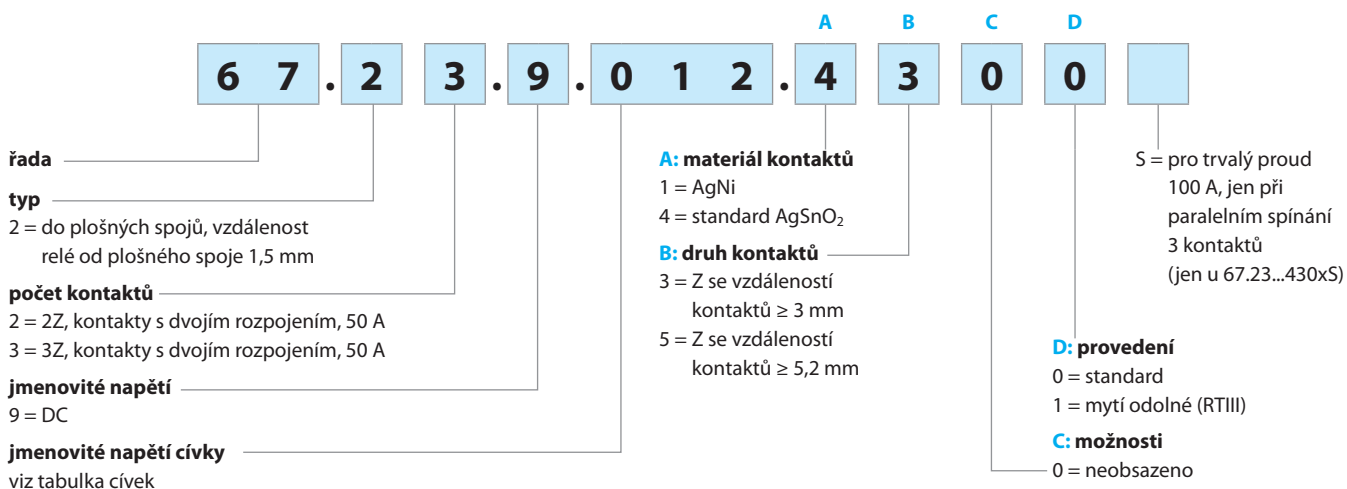 A B C D
6 7 . 2 3 . 9 . 0 1 2 . 4 3 0 0
řada
typ
2 = do plošných spojů, vzdálenost
relé od plošného spoje 1,5 mm
počet kontaktů
2 = 2Z, kontakty s dvojím rozpojením, 50 A
3 = 3Z, kontakty s dvojím rozpojením, 50 A
jmenovité napětí
9 = DC
jmenovité napětí cívky
viz tabulka cívek
A: materiál kontaktů
1 = AgNi
4 = standard AgSnO₂
B: druh kontaktů
3 = Z se vzdáleností
kontaktů ≥ 3 mm
5 = Z se vzdáleností
kontaktů ≥ 5,2 mm
S = pro trvalý proud
100 A, jen při
paralelním spínání
3 kontaktů
(jen u 67.23...430xS)
D: provedení
0 = standard
1 = mytí odolné (RTIII)
C: možnosti
0 = neobsazeno